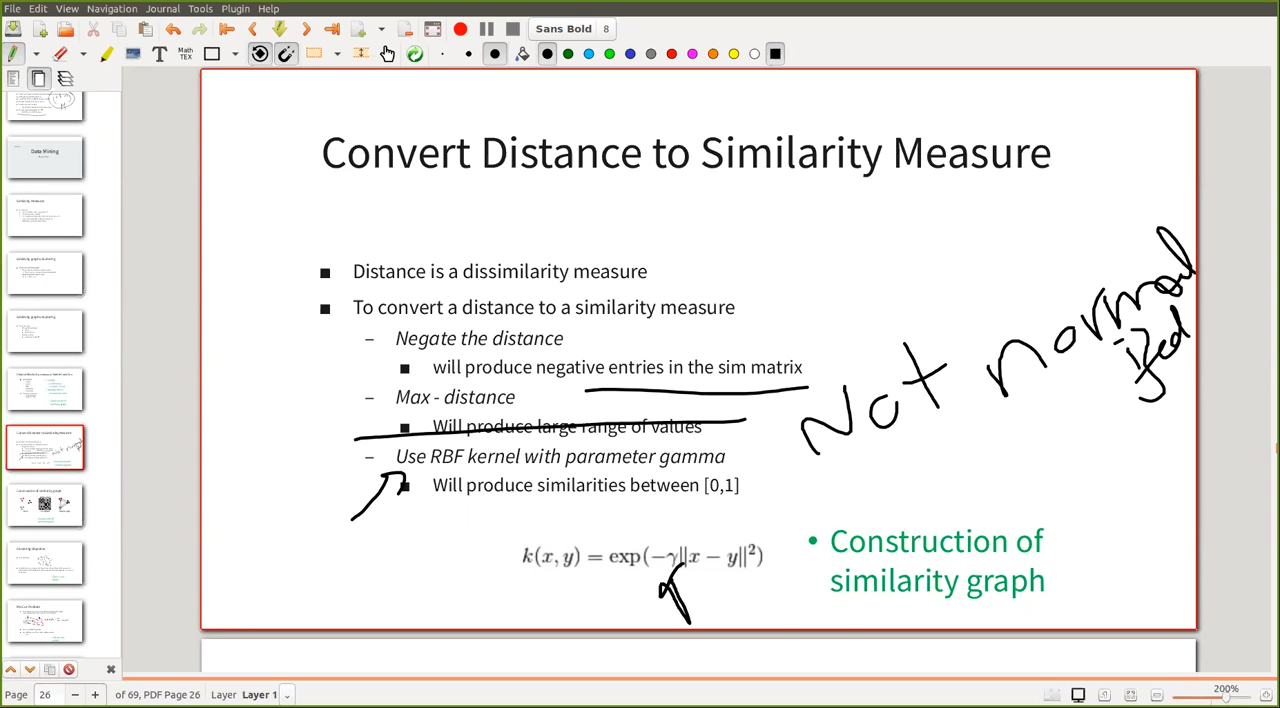 File Edit View Navigation Journal Tools Plugin Help
Sans Bold 8
T Math TEX
Convert Distance to Similarity Measure
■ Distance is a dissimilarity measure
■ To convert a distance to a similarity measure
– Negate the distance
■ will produce negative entries in the sim matrix
– Max - distance
■ Will produce large range of values
– Use RBF kernel with parameter gamma
■ Will produce similarities between [0,1]
k(x, y) = exp(−γ||x − y||²)
Not normalized
• Construction of
similarity graph
Data Mining
Page 26 of 69, PDF Page 26 Layer Layer 1
200%